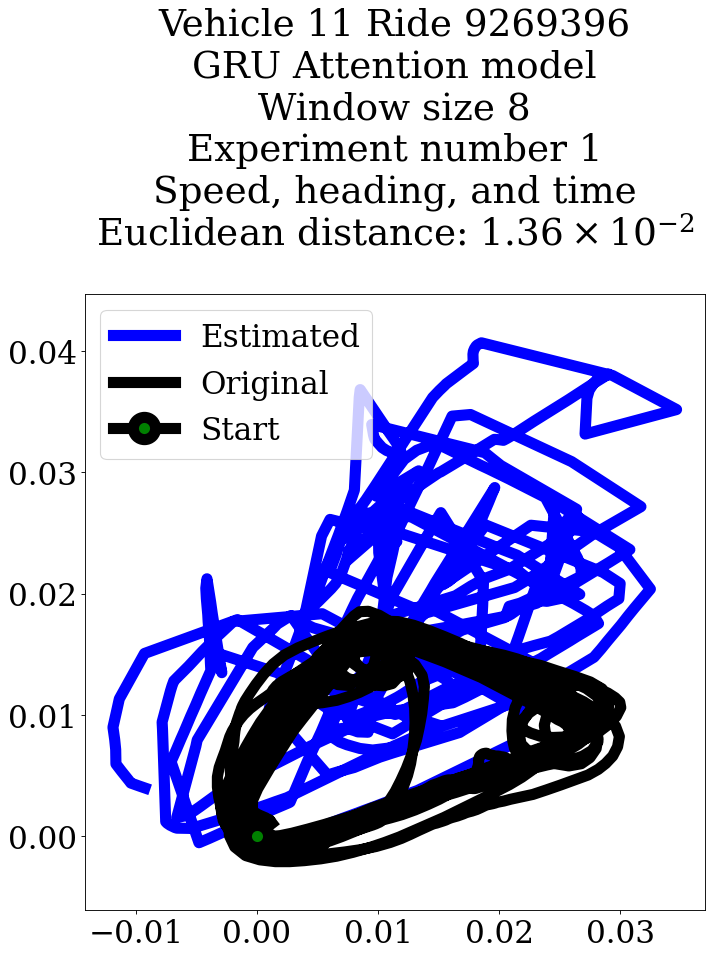 Vehicle 11 Ride 9269396
GRU Attention model
Window size 8
Experiment number 1
Speed, heading, and time
Euclidean distance: 1.36 × 10⁻²
Estimated
Original
Start
0.04
0.03
0.02
0.01
0.00
−0.01 0.00 0.01 0.02 0.03